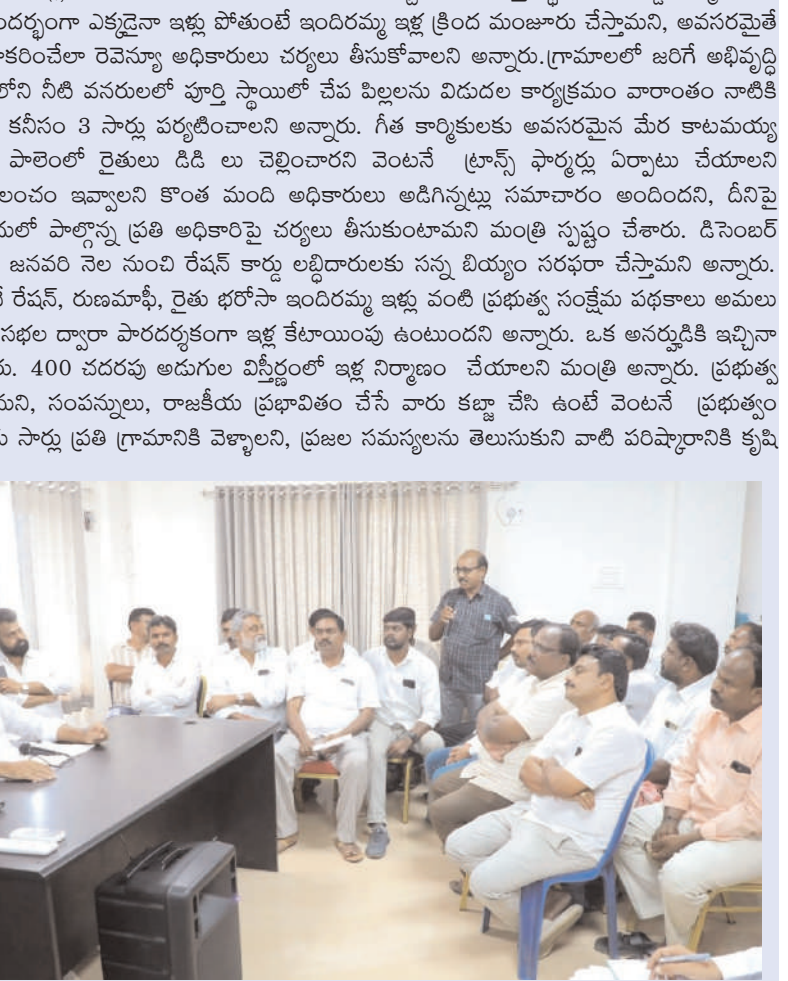 ందర్భంగా ఎక్కడైనా ఇళ్లు పోతుంటే ఇందిరమ్మ ఇళ్ల క్రింద మంజూరు చేస్తామని, అవసరమైతే
ాకరించేలా రెవెన్యూ అధికారులు చర్యలు తీసుకోవాలని అన్నారు.గ్రామాలలో జరిగే అభివృద్ధి
లోని నీటి వనరులలో పూర్తి స్థాయిలో చేప పిల్లలను విడుదల కార్యక్రమం వారాంతం నాటికి
కనీసం 3 సార్లు పర్యటించాలని అన్నారు. గీత కార్మికులకు అవసరమైన మేర కాటమయ్య
పాలెంలో రైతులు డిడి లు చెల్లించారని వెంటనే ట్రాన్స్ ఫార్మర్లు ఏర్పాటు చేయాలని
లంచం ఇవ్వాలని కొంత మంది అధికారులు అడిగిన్నట్లు సమాచారం అందిందని, దీనిపై
ులో పాల్గొన్న ప్రతి అధికారిపై చర్యలు తీసుకుంటామని మంత్రి స్పష్టం చేశారు. డిసెంబర్
జనవరి నెల నుంచి రేషన్ కార్డు లబ్ధిదారులకు సన్న బియ్యం సరఫరా చేస్తామని అన్నారు.
రేషన్, రుణమాఫీ, రైతు భరోసా ఇందిరమ్మ ఇళ్లు వంటి ప్రభుత్వ సంక్షేమ పథకాలు అమలు
సభల ద్వారా పారదర్శకంగా ఇళ్ల కేటాయింపు ఉంటుందని అన్నారు. ఒక అనర్హుడికి ఇచ్చినా
రు. 400 చదరపు అడుగుల విస్తీర్ణంలో ఇళ్ల నిర్మాణం చేయాలని మంత్రి అన్నారు. ప్రభుత్వ
మని, సంపన్నులు, రాజకీయ ప్రభావితం చేసే వారు కబ్జా చేసి ఉంటే వెంటనే ప్రభుత్వం
సార్లు ప్రతి గ్రామానికి వెళ్ళాలని, ప్రజల సమస్యలను తెలుసుకుని వాటి పరిష్కారానికి కృషి